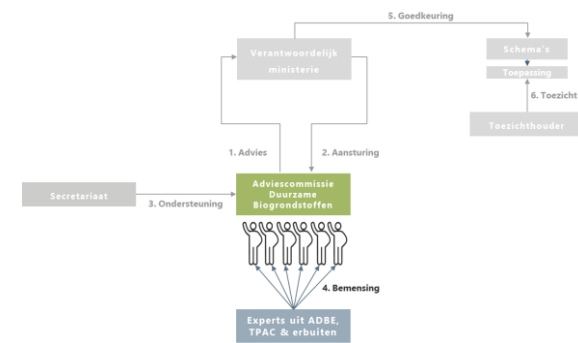 5. Goedkeuring
Verantwoordelijk
ministerie
Schema's
Toepassing
6. Toezicht
Toezichthouder
1. Advies
2. Aansturing
Adviescommissie
Duurzame
Biogrondstoffen
Secretariaat
3. Ondersteuning
4. Bemensing
Experts uit ADBE,
TPAC & erbuiten